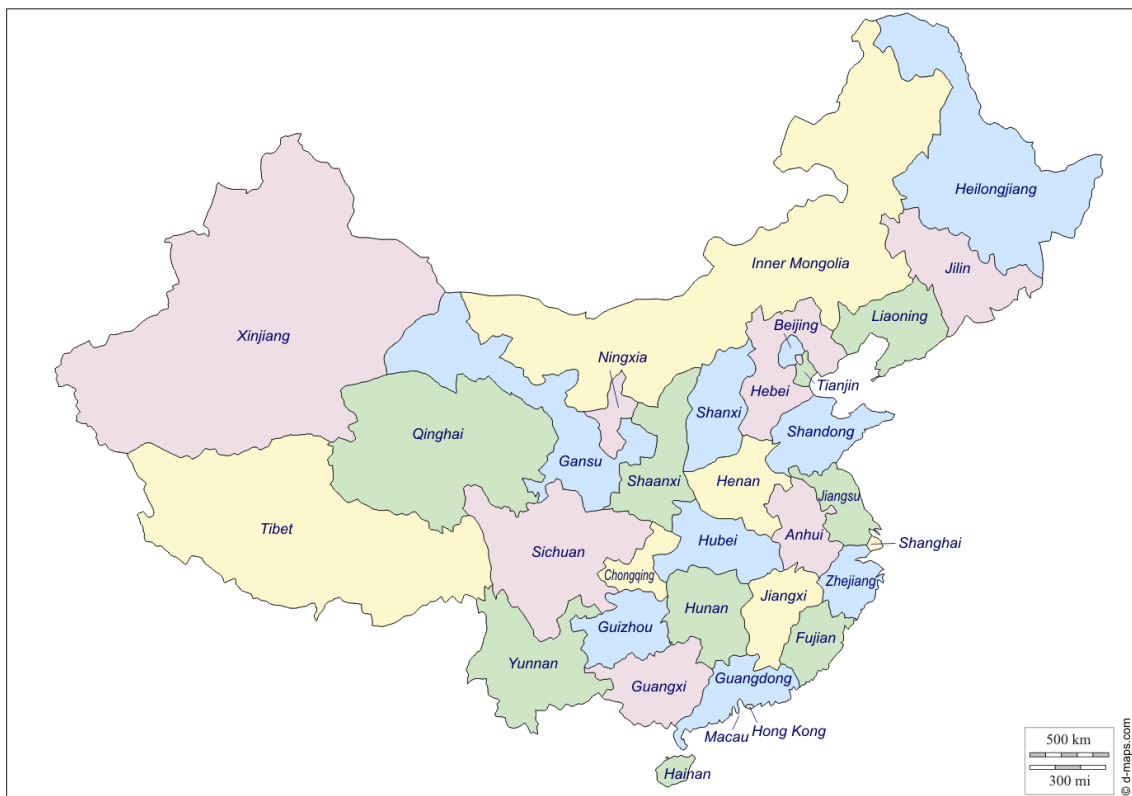 Heilongjiang
Inner Mongolia
Jilin
Xinjiang
Beijing
Liaoning
Ningxia
Tianjin
Hebei
Shanxi
Qinghai
Shandong
Gansu
Shaanxi
Henan
Jiangsu
Tibet
Hubei
Anhui
Shanghai
Sichuan
Chongqing
Zhejiang
Jiangxi
Hunan
Guizhou
Fujian
Yunnan
Guangxi
Guangdong
Macau
Hong Kong
Hainan
500 km
300 mi
© d-maps.com